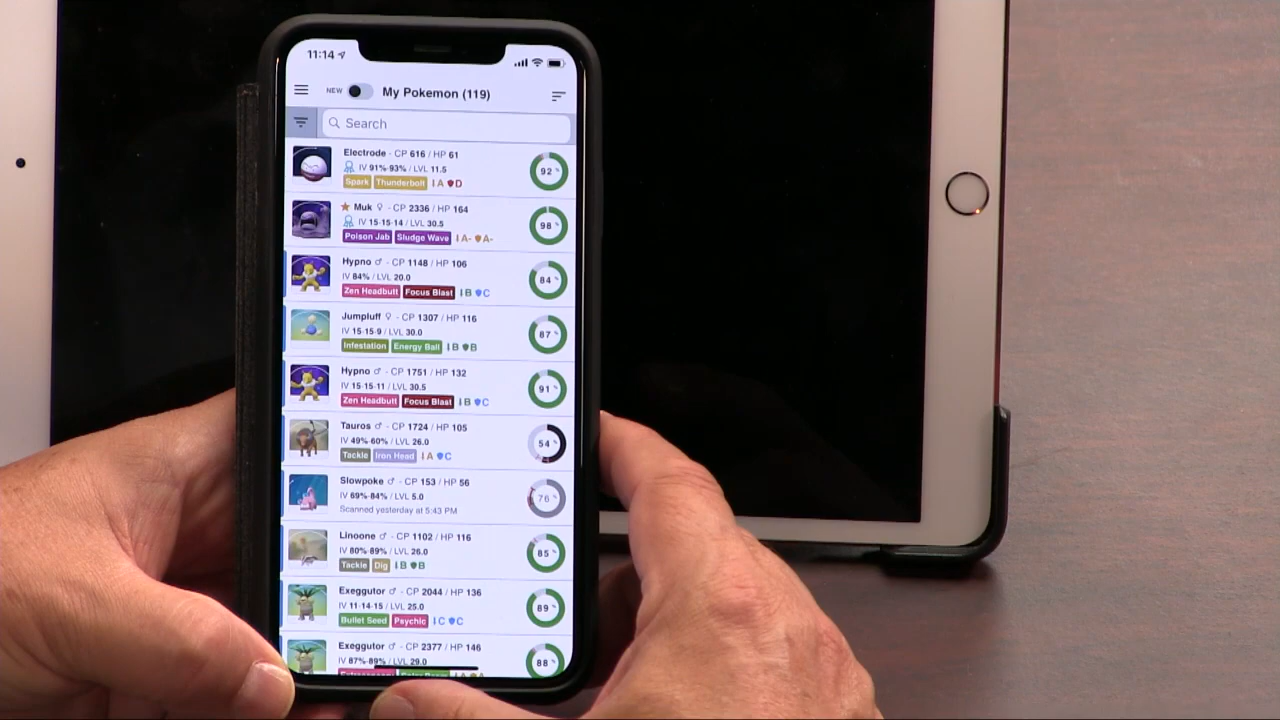 11:14
NEW My Pokemon (119)
Search
Electrode - CP 616 / HP 61
IV 91%-93% / LVL 11.5
Spark Thunderbolt A D
92 %
★ Muk ♀ - CP 2336 / HP 164
IV 15-15-14 / LVL 30.5
Poison Jab Sludge Wave A- A-
98 %
Hypno ♂ - CP 1148 / HP 106
IV 84% / LVL 20.0
Zen Headbutt Focus Blast B C
84 %
Jumpluff ♀ - CP 1307 / HP 116
IV 15-15-9 / LVL 30.0
Infestation Energy Ball B B
87 %
Hypno ♂ - CP 1751 / HP 132
IV 15-15-11 / LVL 30.5
Zen Headbutt Focus Blast B C
91 %
Tauros ♂ - CP 1724 / HP 105
IV 49%-60% / LVL 26.0
Tackle Iron Head A C
54 %
Slowpoke ♂ - CP 153 / HP 56
IV 69%-84% / LVL 5.0
Scanned yesterday at 5:43 PM
76 %
Linoone ♂ - CP 1102 / HP 116
IV 80%-89% / LVL 26.0
Tackle Dig B B
85 %
Exeggutor ♂ - CP 2044 / HP 136
IV 11-14-15 / LVL 25.0
Bullet Seed Psychic C C
89 %
Exeggutor ♂ - CP 2377 / HP 146
IV 87%-89% / LVL 29.0
88 %